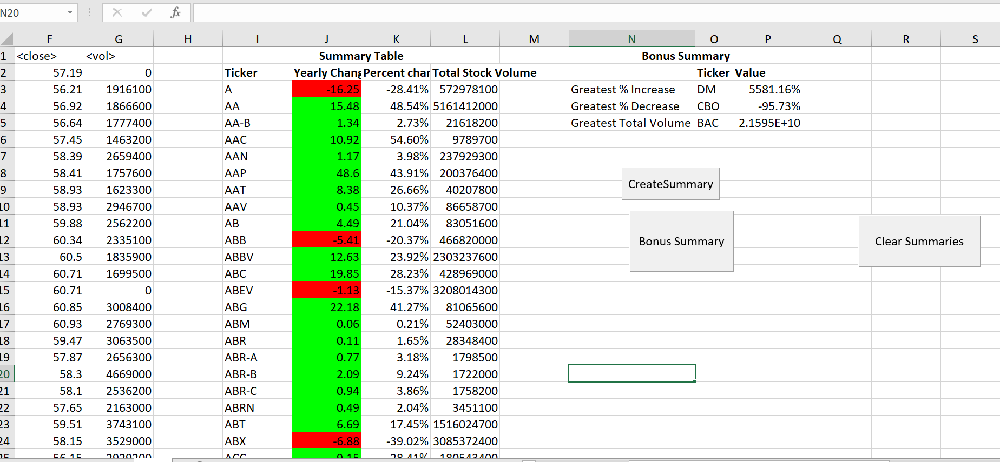 N20 fx
F G H I J K L M N O P Q R S
1 <close> <vol> Summary Table Bonus Summary
2 57.19 0 Ticker Yearly Chang Percent char Total Stock Volume Ticker Value
3 56.21 1916100 A -16.25 -28.41% 572978100 Greatest % Increase DM 5581.16%
4 56.92 1866600 AA 15.48 48.54% 5161412000 Greatest % Decrease CBO -95.73%
5 56.64 1777400 AA-B 1.34 2.73% 21618200 Greatest Total Volume BAC 2.1595E+10
6 57.45 1463200 AAC 10.92 54.60% 9789700
7 58.39 2659400 AAN 1.17 3.98% 237929300
8 58.41 1757600 AAP 48.6 43.91% 200376400
9 58.93 1623300 AAT 8.38 26.66% 40207800
10 58.93 2946700 AAV 0.45 10.37% 86658700
11 59.88 2562200 AB 4.49 21.04% 83051600
12 60.34 2335100 ABB -5.41 -20.37% 466820000
13 60.5 1835900 ABBV 12.63 23.92% 2303237600
14 60.71 1699500 ABC 19.85 28.23% 428969000
15 60.71 0 ABEV -1.13 -15.37% 3208014300
16 60.85 3008400 ABG 22.18 41.27% 81065600
17 60.93 2769300 ABM 0.06 0.21% 52403000
18 59.47 3063500 ABR 0.11 1.65% 28348400
19 57.87 2656300 ABR-A 0.77 3.18% 1798500
20 58.3 4669000 ABR-B 2.09 9.24% 1722000
21 58.1 2536200 ABR-C 0.94 3.86% 1758200
22 57.65 2163000 ABRN 0.49 2.04% 3451100
23 59.51 3743100 ABT 6.69 17.45% 1516024700
24 58.15 3529000 ABX -6.88 -39.02% 3085372400
25 56.15 2929200 ACC 9.15 28.41% 180543400
CreateSummary
Bonus Summary
Clear Summaries